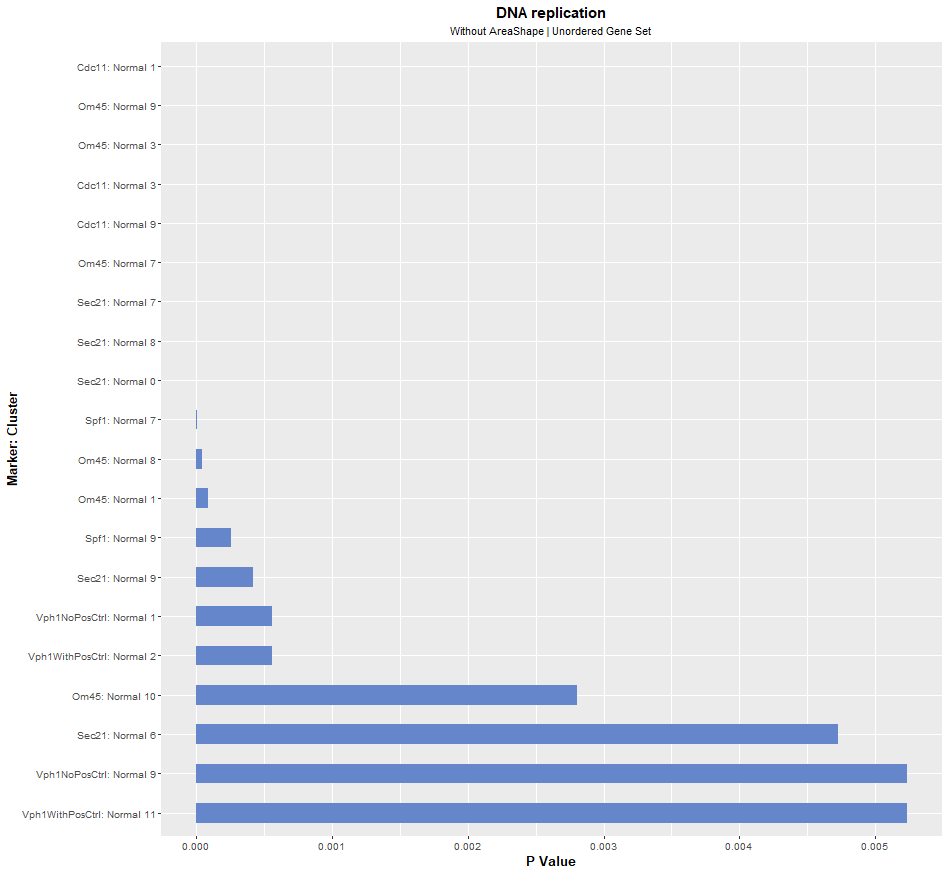 DNA replication
Without AreaShape | Unordered Gene Set
Marker: Cluster
Cdc11: Normal 1
Om45: Normal 9
Om45: Normal 3
Cdc11: Normal 3
Cdc11: Normal 9
Om45: Normal 7
Sec21: Normal 7
Sec21: Normal 8
Sec21: Normal 0
Spf1: Normal 7
Om45: Normal 8
Om45: Normal 1
Spf1: Normal 9
Sec21: Normal 9
Vph1NoPosCtrl: Normal 1
Vph1WithPosCtrl: Normal 2
Om45: Normal 10
Sec21: Normal 6
Vph1NoPosCtrl: Normal 9
Vph1WithPosCtrl: Normal 11
0.000 0.001 0.002 0.003 0.004 0.005
P Value